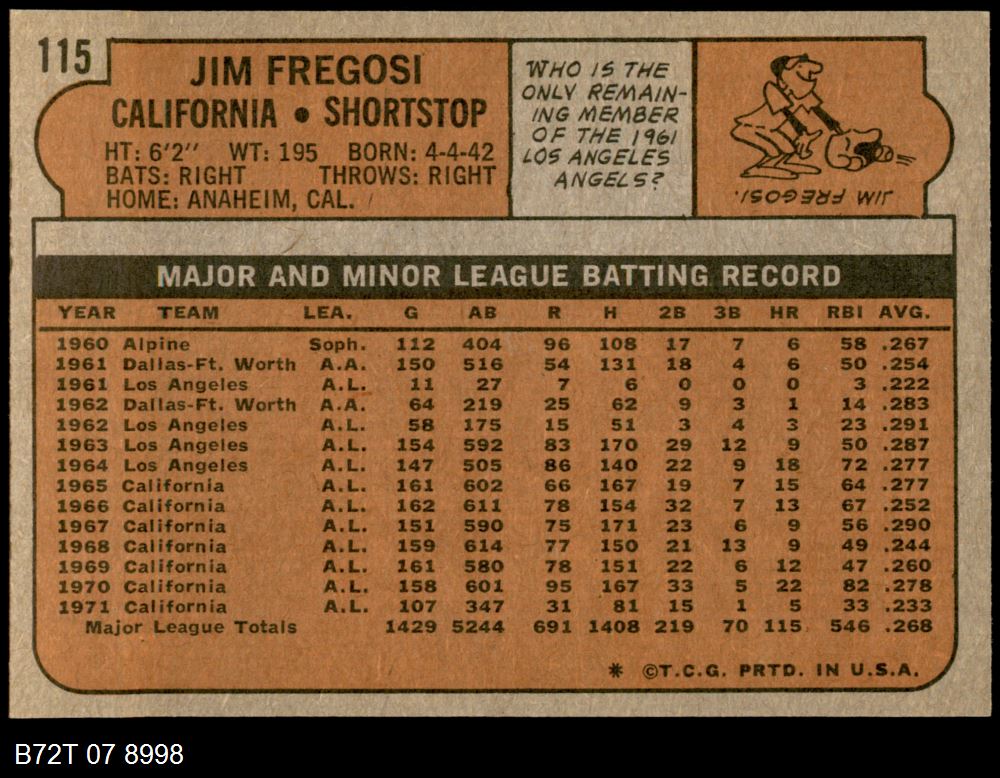 115
JIM FREGOSI
CALIFORNIA • SHORTSTOP
HT: 6'2" WT: 195 BORN: 4-4-42
BATS: RIGHT THROWS: RIGHT
HOME: ANAHEIM, CAL.
WHO IS THE
ONLY REMAIN-
ING MEMBER
OF THE 1961
LOS ANGELES
ANGELS?
JIM FREGOSI.
MAJOR AND MINOR LEAGUE BATTING RECORD
YEAR TEAM LEA. G AB R H 2B 3B HR RBI AVG.
1960 Alpine Soph. 112 404 96 108 17 7 6 58 .267
1961 Dallas-Ft. Worth A.A. 150 516 54 131 18 4 6 50 .254
1961 Los Angeles A.L. 11 27 7 6 0 0 0 3 .222
1962 Dallas-Ft. Worth A.A. 64 219 25 62 9 3 1 14 .283
1962 Los Angeles A.L. 58 175 15 51 3 4 3 23 .291
1963 Los Angeles A.L. 154 592 83 170 29 12 9 50 .287
1964 Los Angeles A.L. 147 505 86 140 22 9 18 72 .277
1965 California A.L. 161 602 66 167 19 7 15 64 .277
1966 California A.L. 162 611 78 154 32 7 13 67 .252
1967 California A.L. 151 590 75 171 23 6 9 56 .290
1968 California A.L. 159 614 77 150 21 13 9 49 .244
1969 California A.L. 161 580 78 151 22 6 12 47 .260
1970 California A.L. 158 601 95 167 33 5 22 82 .278
1971 California A.L. 107 347 31 81 15 1 5 33 .233
Major League Totals 1429 5244 691 1408 219 70 115 546 .268
* ©T.C.G. PRTD. IN U.S.A.
B72T 07 8998